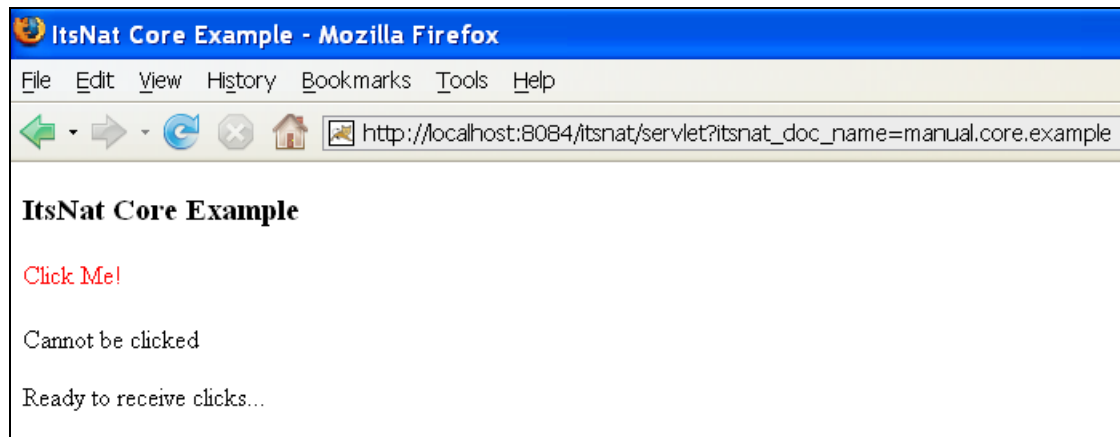 ItsNat Core Example - Mozilla Firefox
File Edit View History Bookmarks Tools Help
http://localhost:8084/itsnat/servlet?itsnat_doc_name=manual.core.example
ItsNat Core Example
Click Me!
Cannot be clicked
Ready to receive clicks...